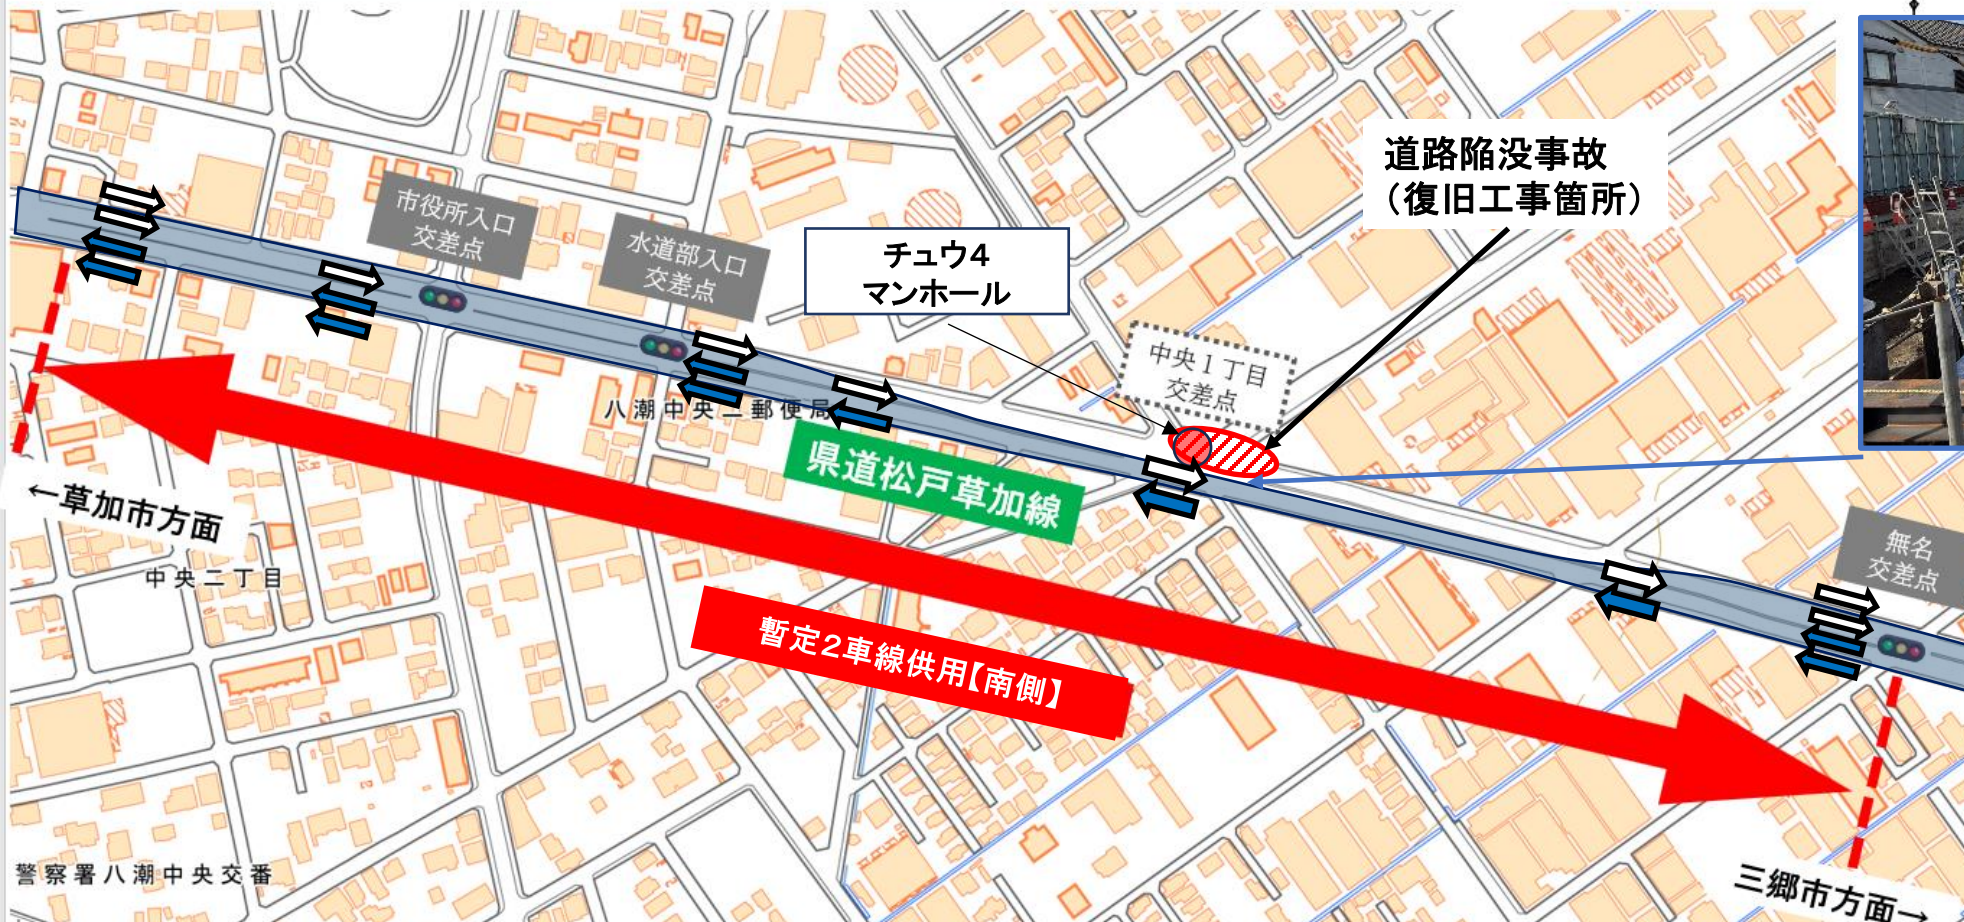 道路陥没事故
（復旧工事箇所）
市役所入口
交差点
水道部入口
交差点
チュウ4
マンホール
中央1丁目
交差点
八潮中央二郵便局
県道松戸草加線
←草加市方面
無名
交差点
中央二丁目
暫定2車線供用【南側】
警察署八潮中央交番
三郷市方面→